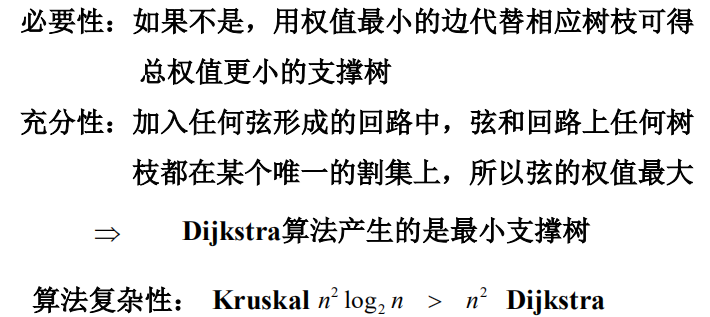 必要性：如果不是，用权值最小的边代替相应树枝可得
总权值更小的支撑树
充分性：加入任何弦形成的回路中，弦和回路上任何树
枝都在某个唯一的割集上，所以弦的权值最大
⇒ Dijkstra算法产生的是最小支撑树
算法复杂性： Kruskal n² log₂ n > n² Dijkstra